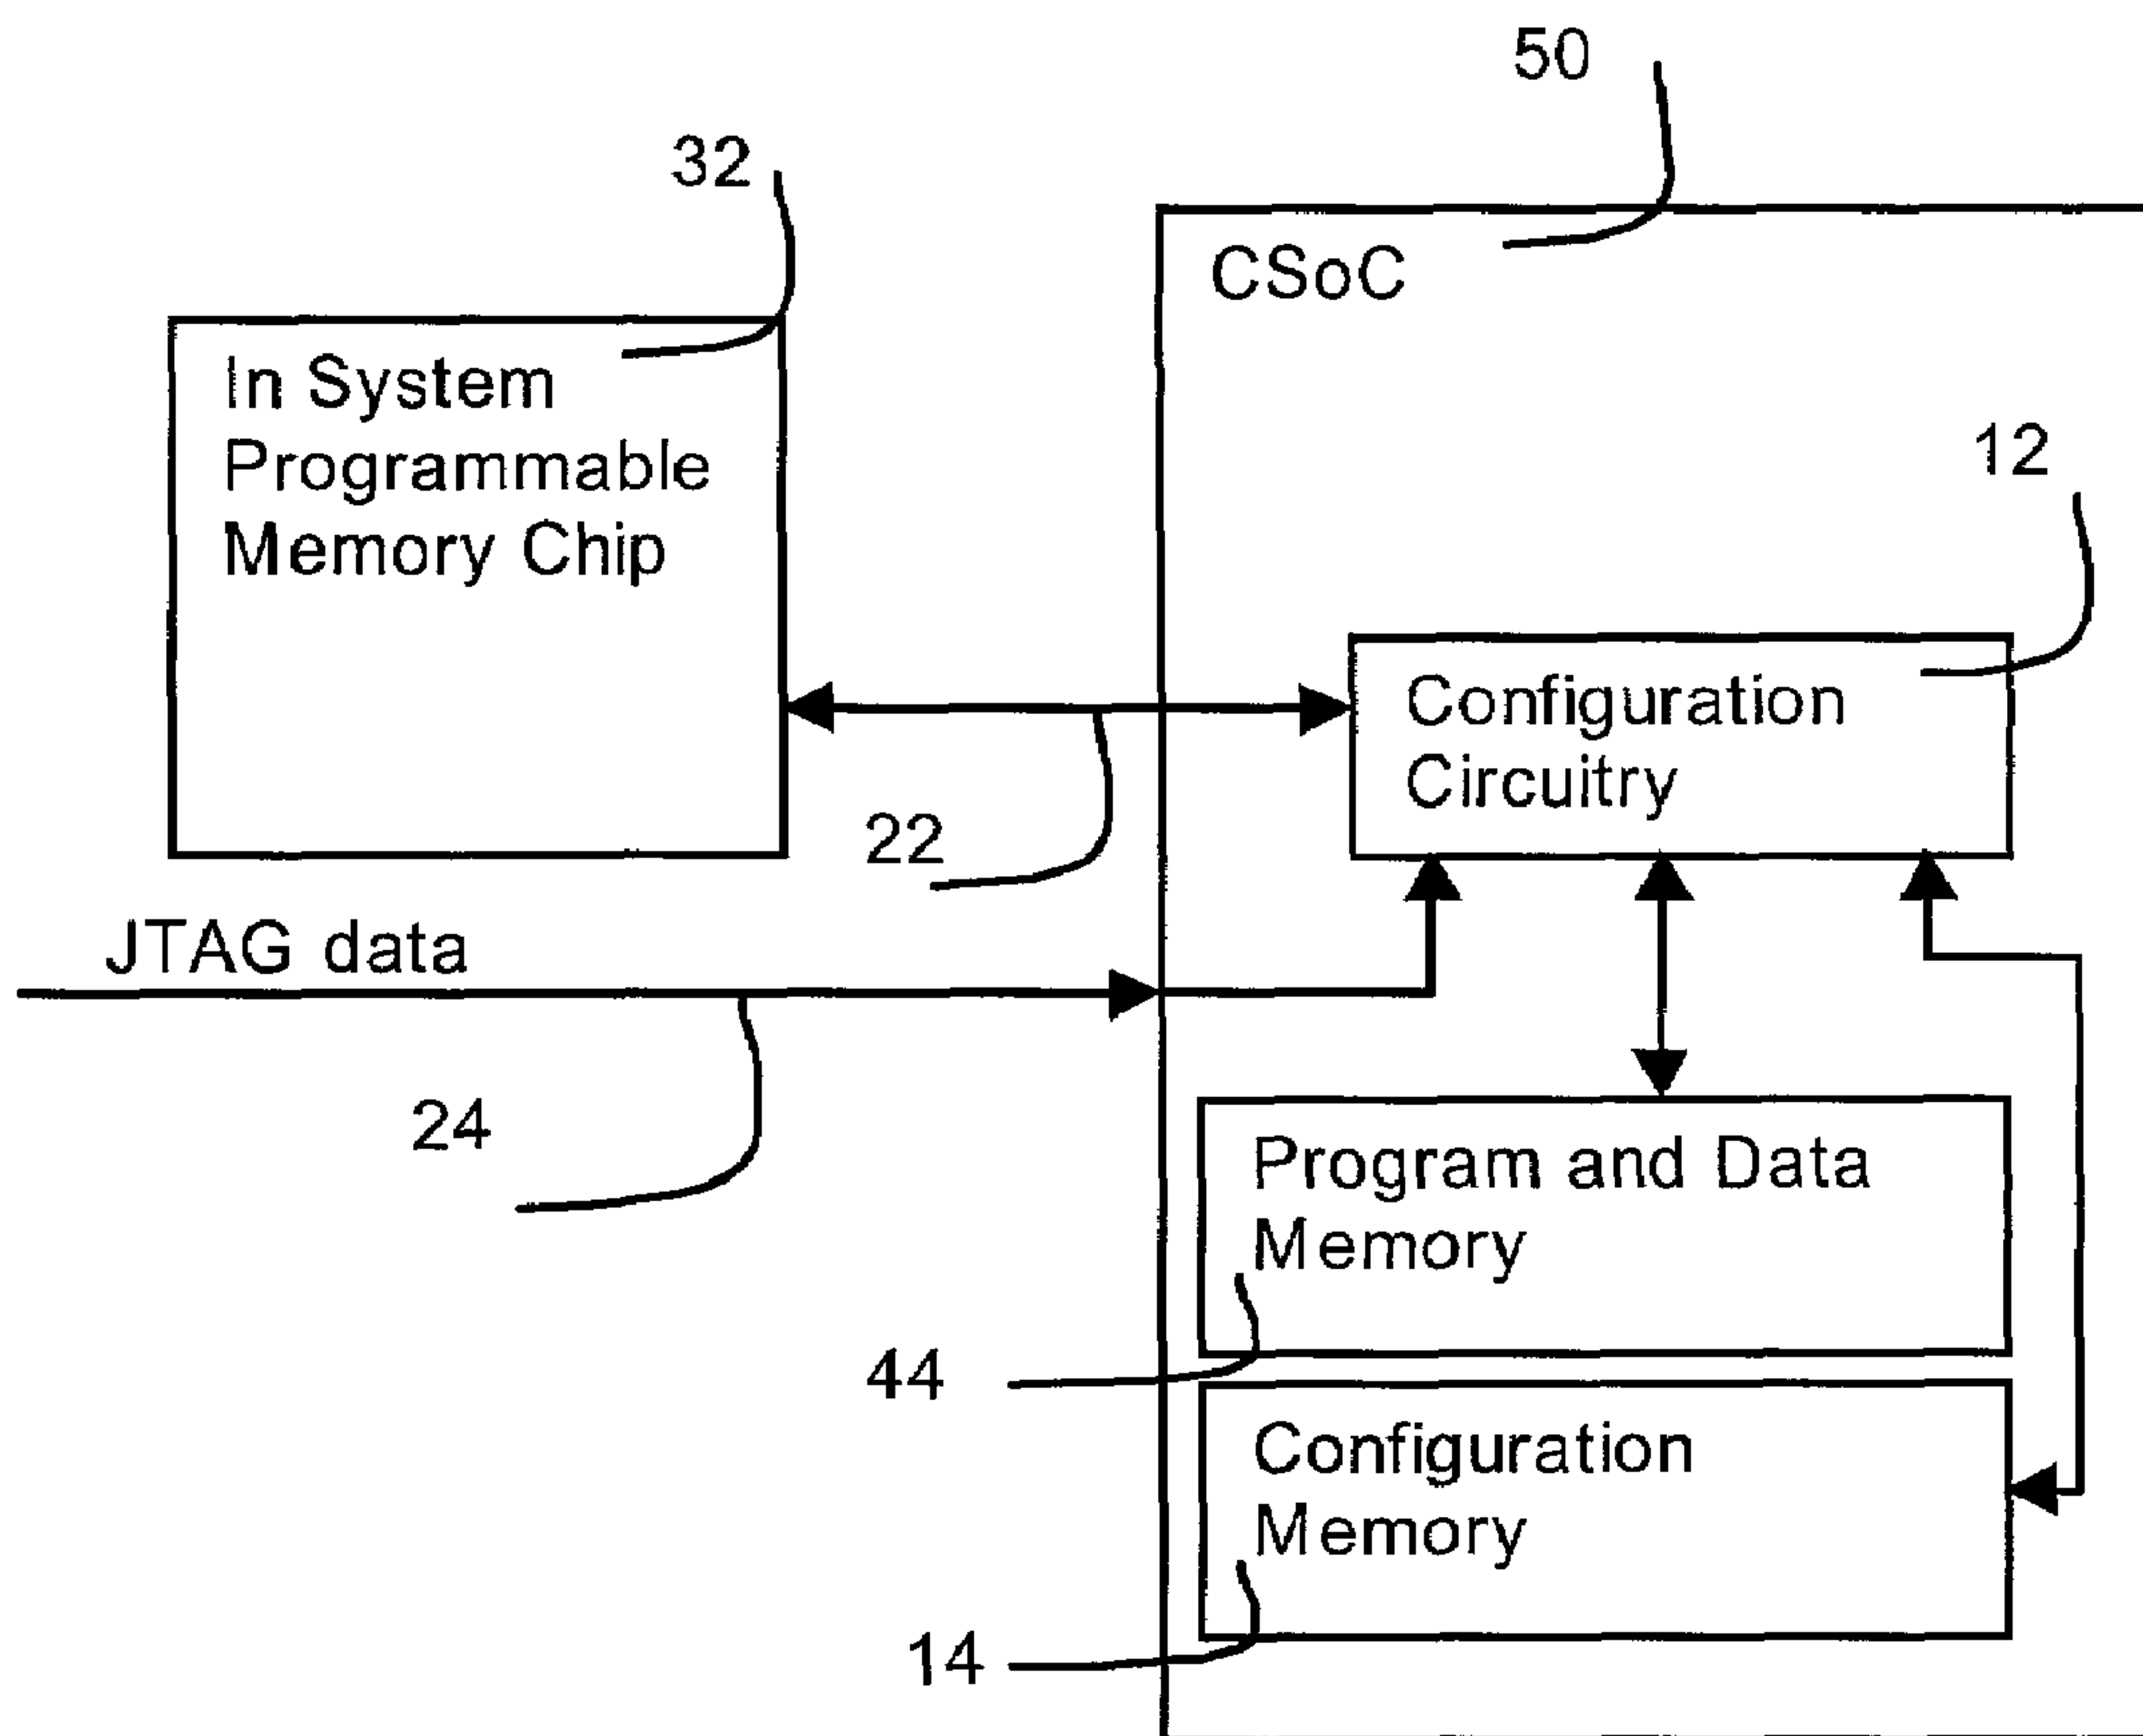 50
32
CSoC
In System
Programmable
Memory Chip
12
Configuration
Circuitry
22
JTAG data
24
Program and Data
Memory
44
Configuration
Memory
14